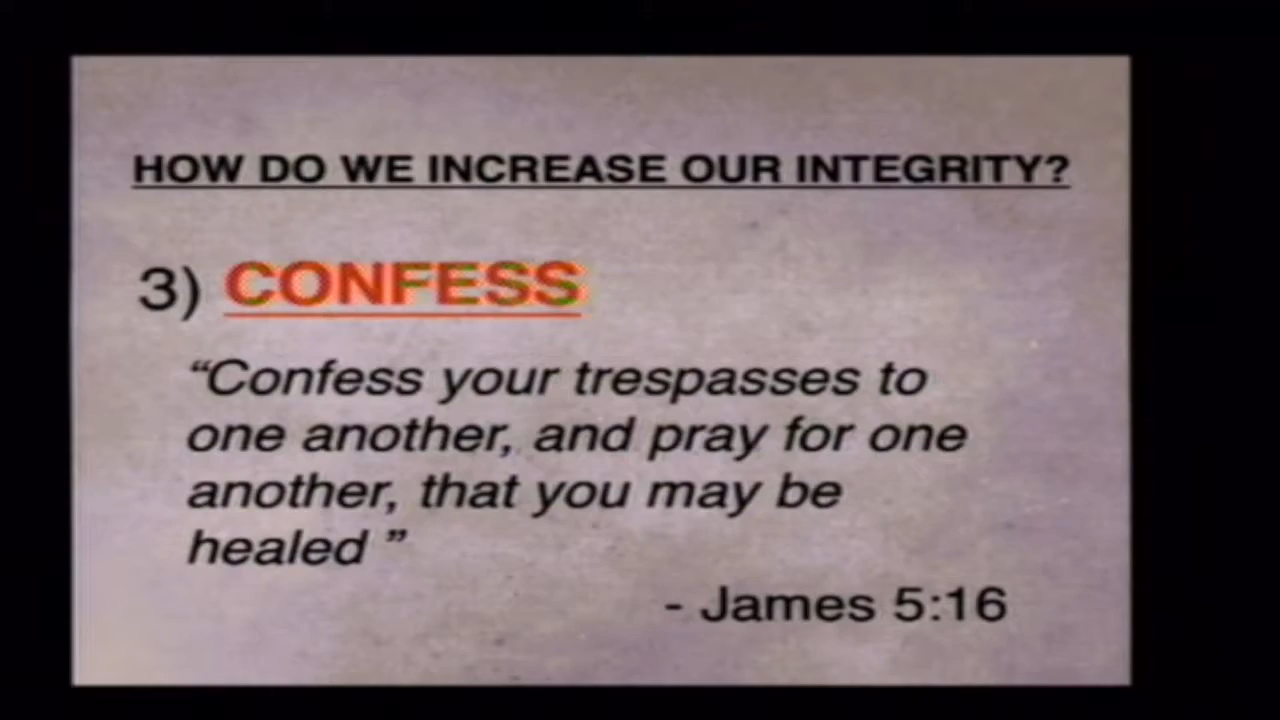 HOW DO WE INCREASE OUR INTEGRITY?
3) CONFESS
“Confess your trespasses to
one another, and pray for one
another, that you may be
healed ”
- James 5:16